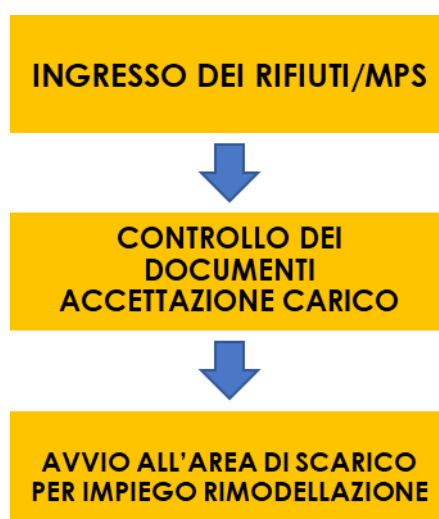 INGRESSO DEI RIFIUTI/MPS
CONTROLLO DEI
DOCUMENTI
ACCETTAZIONE CARICO
AVVIO ALL'AREA DI SCARICO
PER IMPIEGO RIMODELLAZIONE